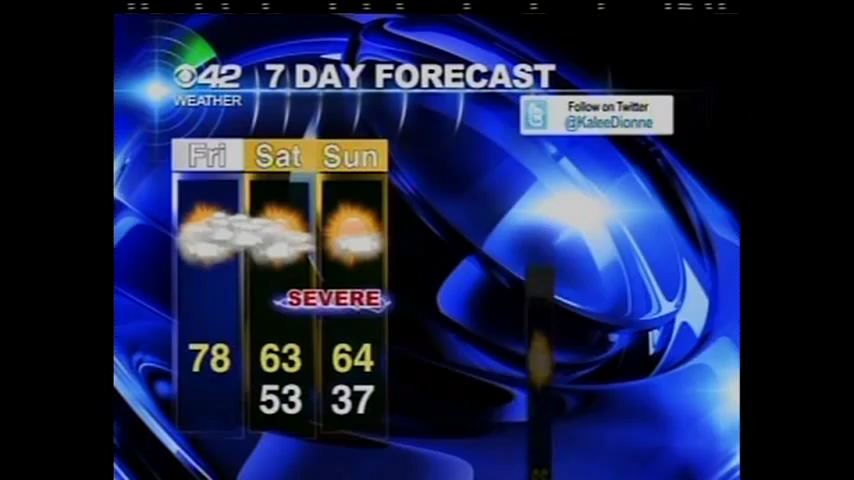 42
WEATHER
7 DAY FORECAST
Follow on Twitter
@KaleeDionne
Fri Sat Sun
SEVERE
78 63 64
53 37